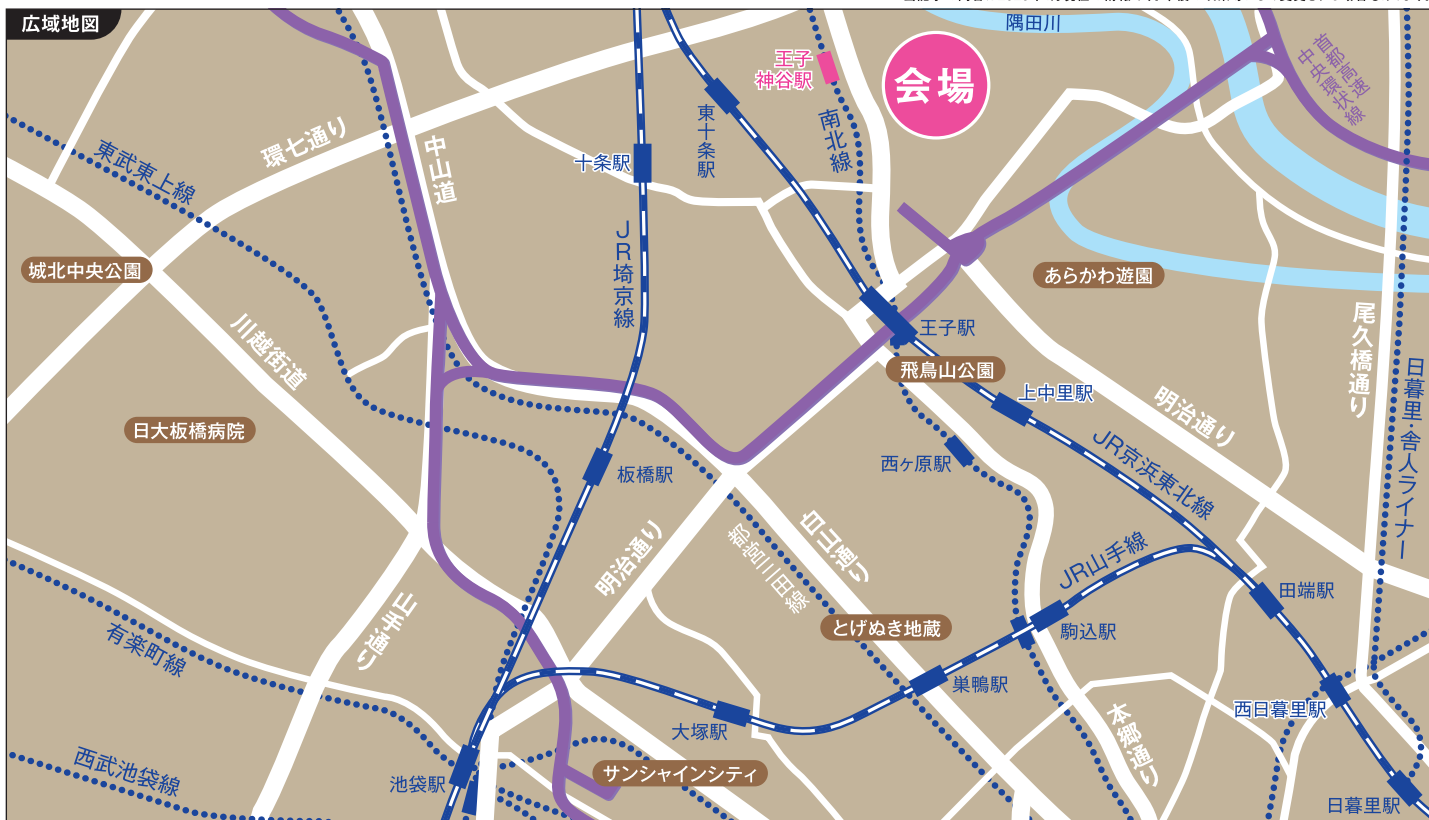 広域地図
隅田川
首都高速
中央環状線
王子
神谷駅
会場
東十条駅
南北線
環七通り
中山道
十条駅
東武東上線
JR埼京線
城北中央公園
あらかわ遊園
川越街道
王子駅
尾久橋通り
飛鳥山公園
日暮里・舎人ライナー
上中里駅
明治通り
日大板橋病院
西ヶ原駅
JR京浜東北線
板橋駅
白山通り
明治通り
都営三田線
JR山手線
田端駅
山手通り
とげぬき地蔵
駒込駅
有楽町線
巣鴨駅
西日暮里駅
本郷通り
大塚駅
西武池袋線
サンシャインシティ
池袋駅
日暮里駅